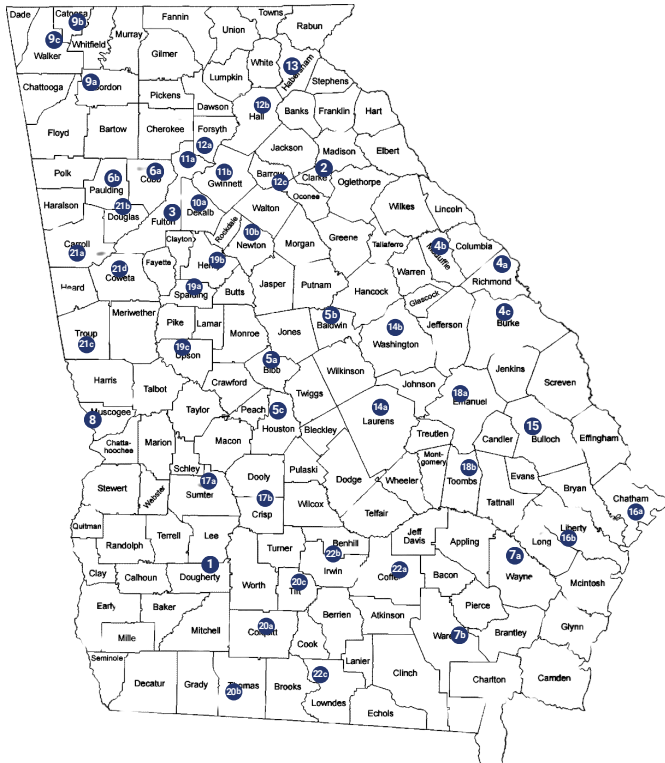 Dade
Catoosa
9b
Fannin
Towns
Rabun
Union
Murray
Whitfield
9c
Walker
Gilmer
White
13
Habersham
Lumpkin
Stephens
9a
Gordon
Chattooga
Pickens
Dawson
12b
Hall
Banks
Franklin
Hart
Floyd
Bartow
Cherokee
Forsyth
12a
Jackson
Madison
Elbert
11a
Polk
6b
6a
Cobb
11b
Gwinnett
Barrow
12c
2
Clarke
Oglethorpe
Paulding
Oconee
Haralson
21b
Douglas
3
Fulton
10a
Dekalb
Rockdale
Walton
Wilkes
Lincoln
Clayton
10b
Newton
Morgan
Greene
Taliaferro
4b
McDuffie
Columbia
Carroll
21a
21d
Coweta
Fayette
19b
Henry
4a
Richmond
Warren
Heard
19a
Spalding
Butts
Jasper
Putnam
Hancock
Glascock
Meriwether
Pike
Lamar
Monroe
Jones
5b
Baldwin
14b
Washington
Jefferson
4c
Burke
Troup
21c
19c
Upson
5a
Bibb
Wilkinson
Jenkins
Screven
Harris
Talbot
Crawford
Twiggs
Johnson
18a
Emanuel
8
Muscogee
Taylor
Peach
5c
Houston
Bleckley
14a
Laurens
Treutlen
Candler
15
Bulloch
Effingham
Chatta-
hoochee
Marion
Macon
Mont-
gomery
Schley
17a
Sumter
Dooly
Pulaski
Dodge
Wheeler
18b
Toombs
Evans
Bryan
Stewert
Webster
17b
Crisp
Wilcox
Telfair
Tattnall
Chatham
16a
Quitman
Randolph
Terrell
Lee
Turner
Benhill
22b
Irwin
Jeff
Davis
Appling
Long
Liberty
16b
Clay
Calhoun
1
Dougherty
Worth
20c
Tift
22a
Coffee
Bacon
7a
Wayne
Mcintosh
Early
Baker
Mitchell
20a
Colquitt
Berrien
Atkinson
Pierce
Mille
Cook
Ware
7b
Brantley
Glynn
Seminole
Decatur
Grady
Thomas
20b
Brooks
22c
Lowndes
Lanier
Clinch
Echols
Charlton
Camden